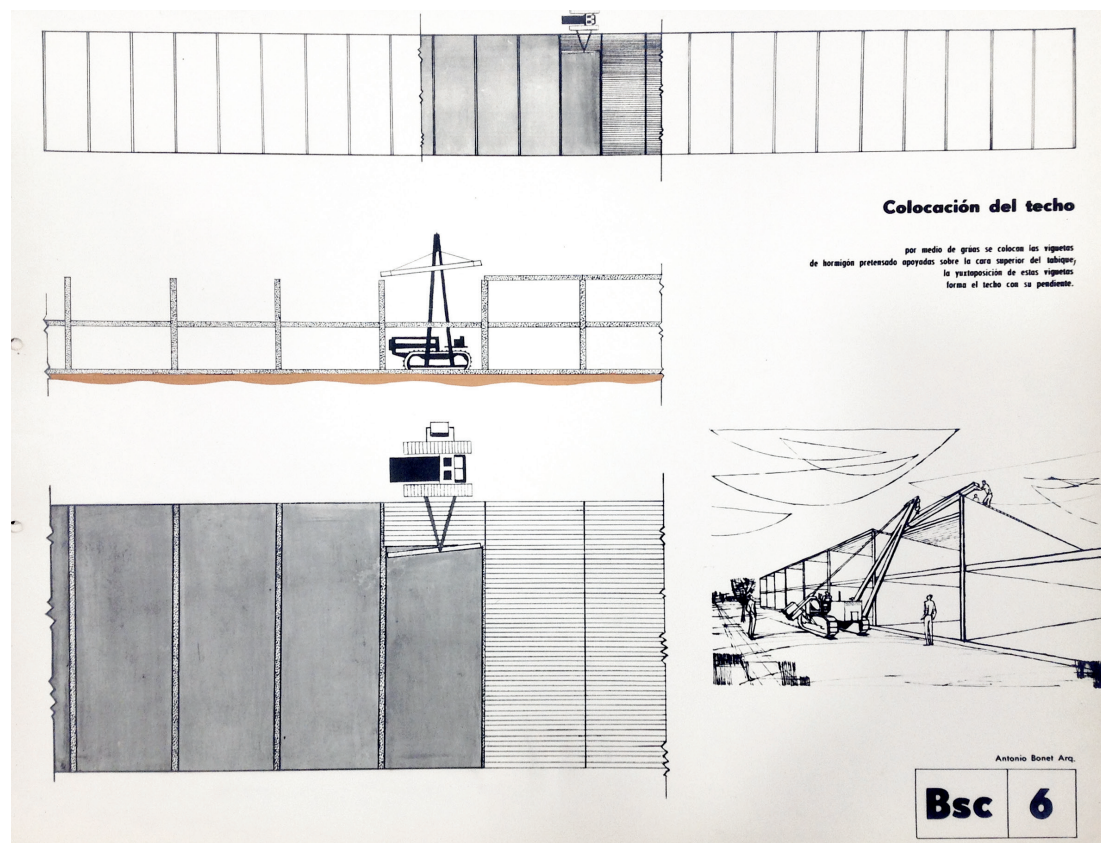 Colocación del techo
por medio de grúas se colocan las viguetas
de hormigón pretensado apoyadas sobre la cara superior del tabique;
la yuxtaposición de estas viguetas
forma el techo con su pendiente.
Antonio Bonet Arq.
Bsc 6